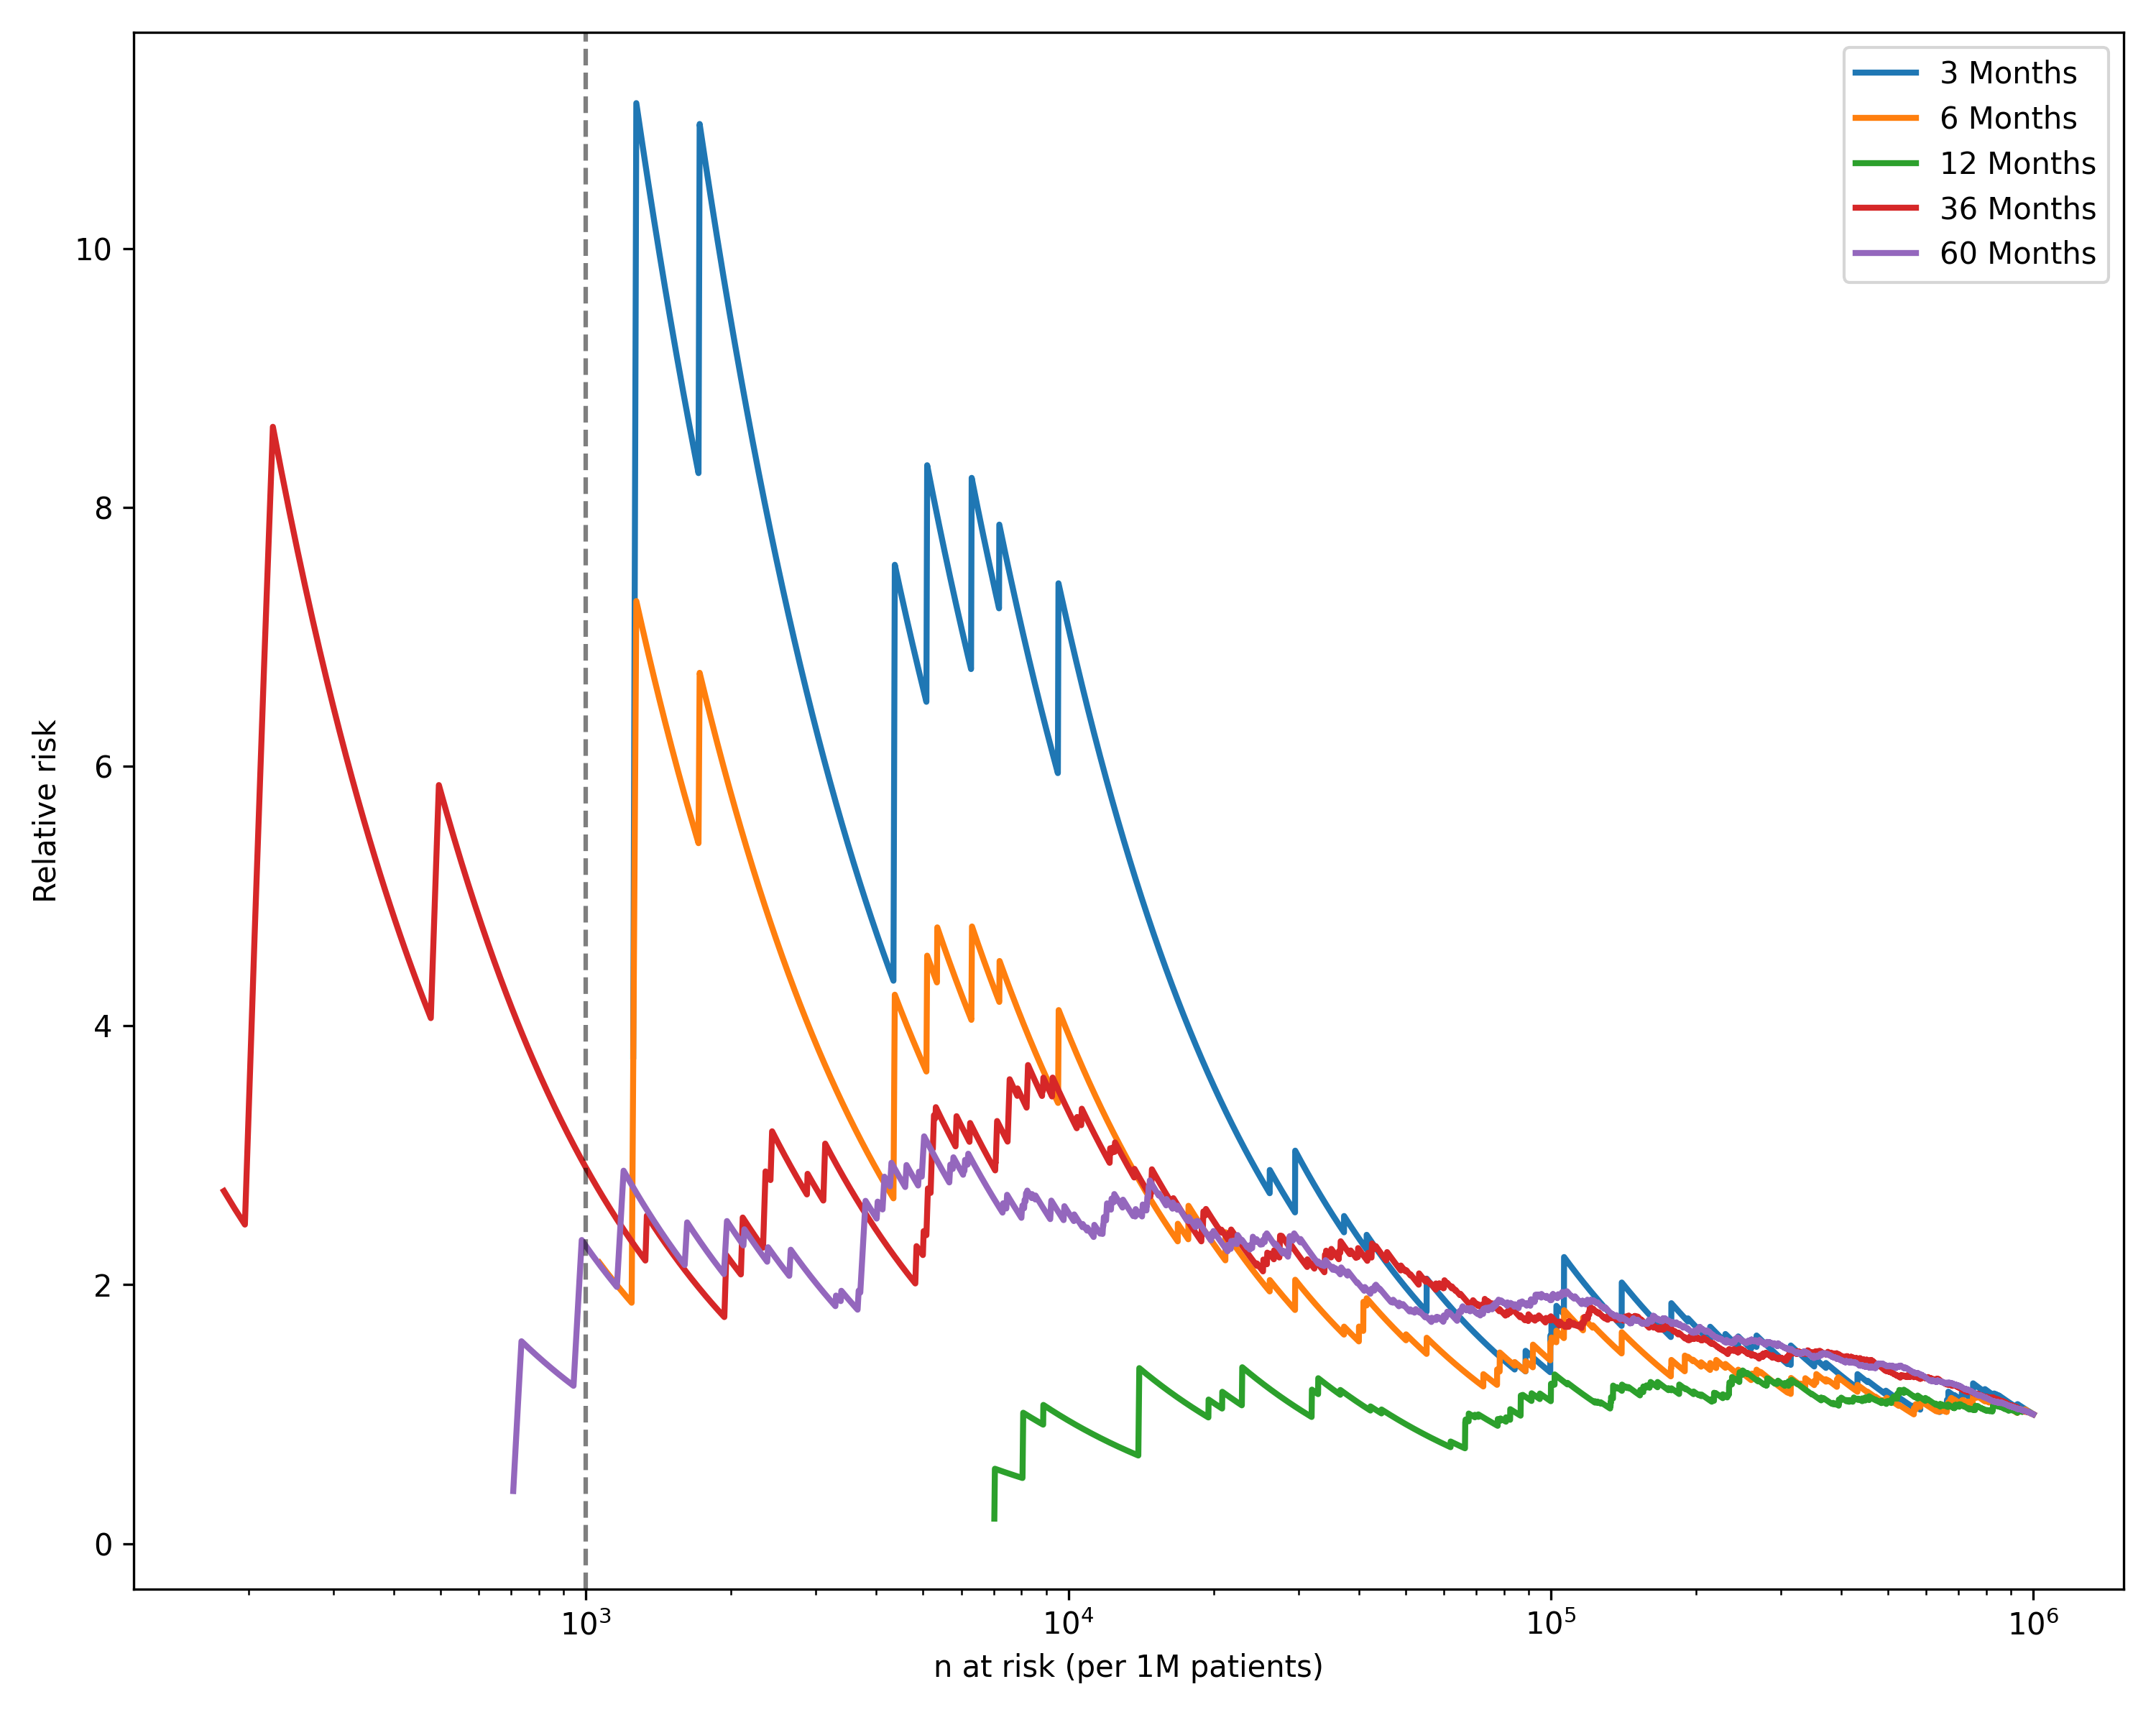 3 Months
6 Months
12 Months
36 Months
60 Months
Relative risk
10
8
6
4
2
0
10³
10⁴
10⁵
10⁶
n at risk (per 1M patients)